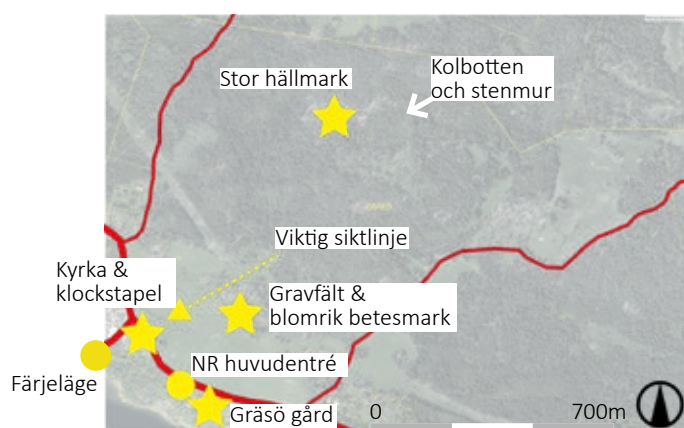 Stor hällmark
Kolbotten
och stenmur
Viktig siktlinje
Kyrka &
klockstapel
Gravfält &
blomrik betesmark
NR huvudentré
Färjeläge
Gräsö gård
0 700m